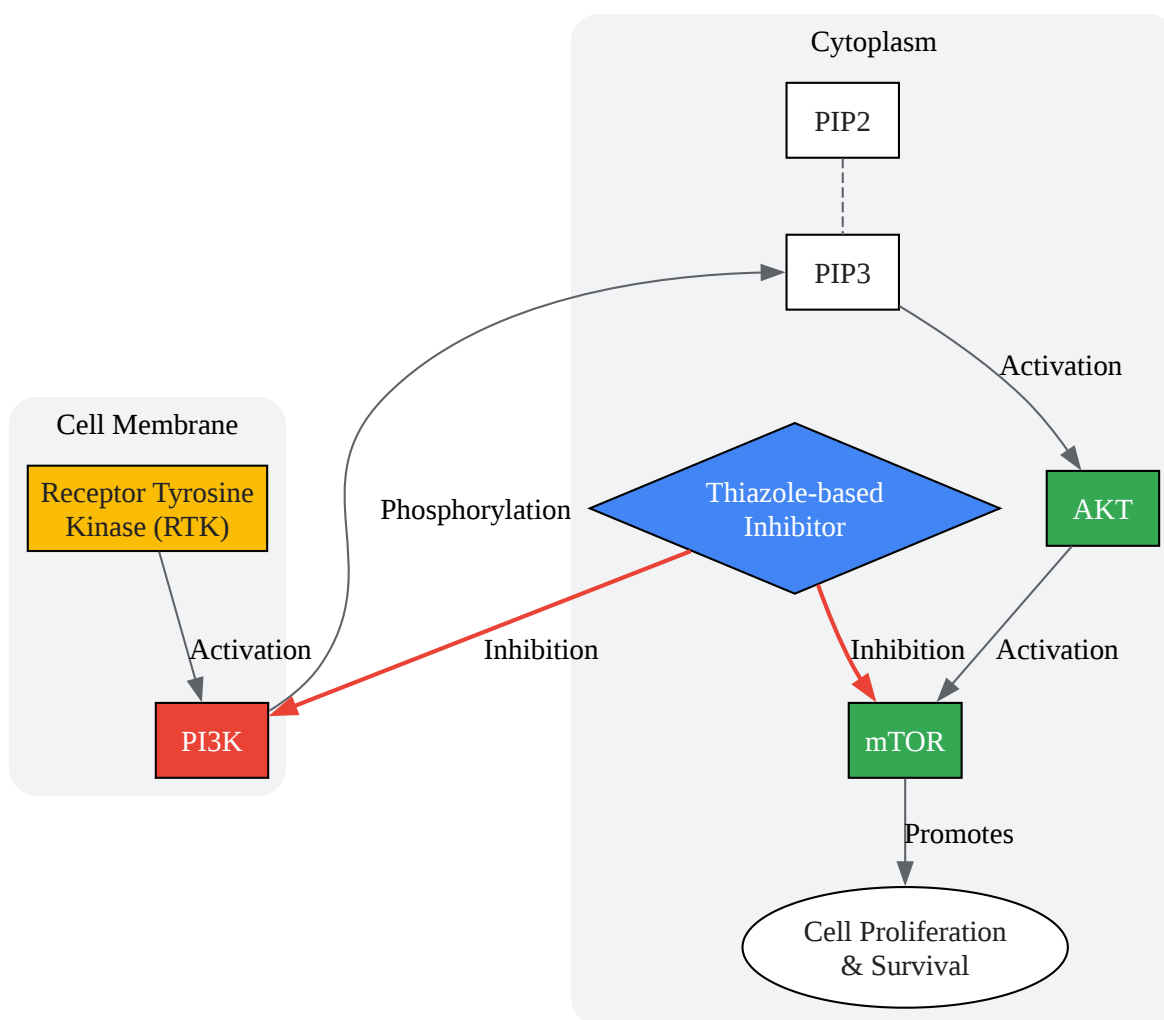 Cytoplasm
PIP2
PIP3
Activation
Cell Membrane
Receptor Tyrosine
Kinase (RTK)
Phosphorylation
Thiazole-based
Inhibitor
AKT
Activation
Inhibition
Inhibition
Activation
PI3K
mTOR
Promotes
Cell Proliferation
& Survival